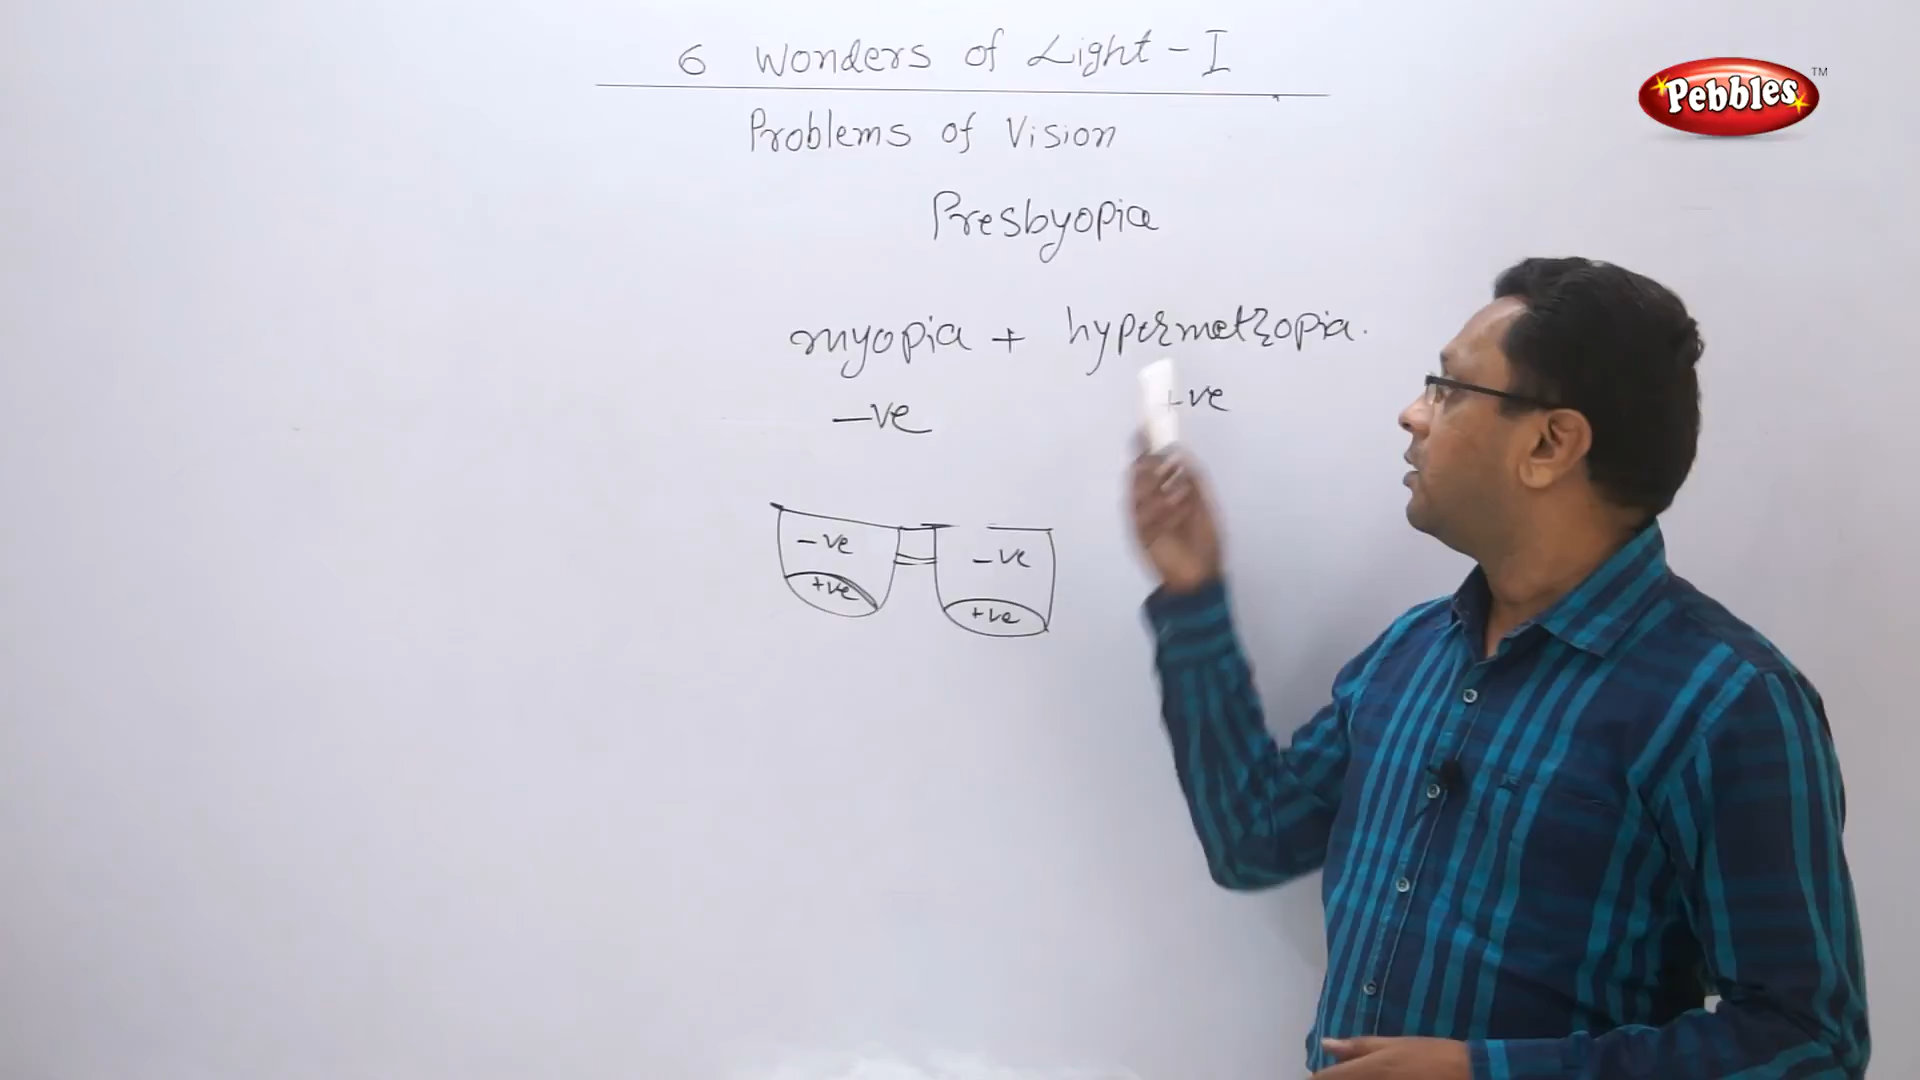 6 Wonders of Light - I
Pebbles TM
Problems of Vision
Presbyopia
myopia + hypermetropia.
-ve +ve
-ve -ve
+ve +ve